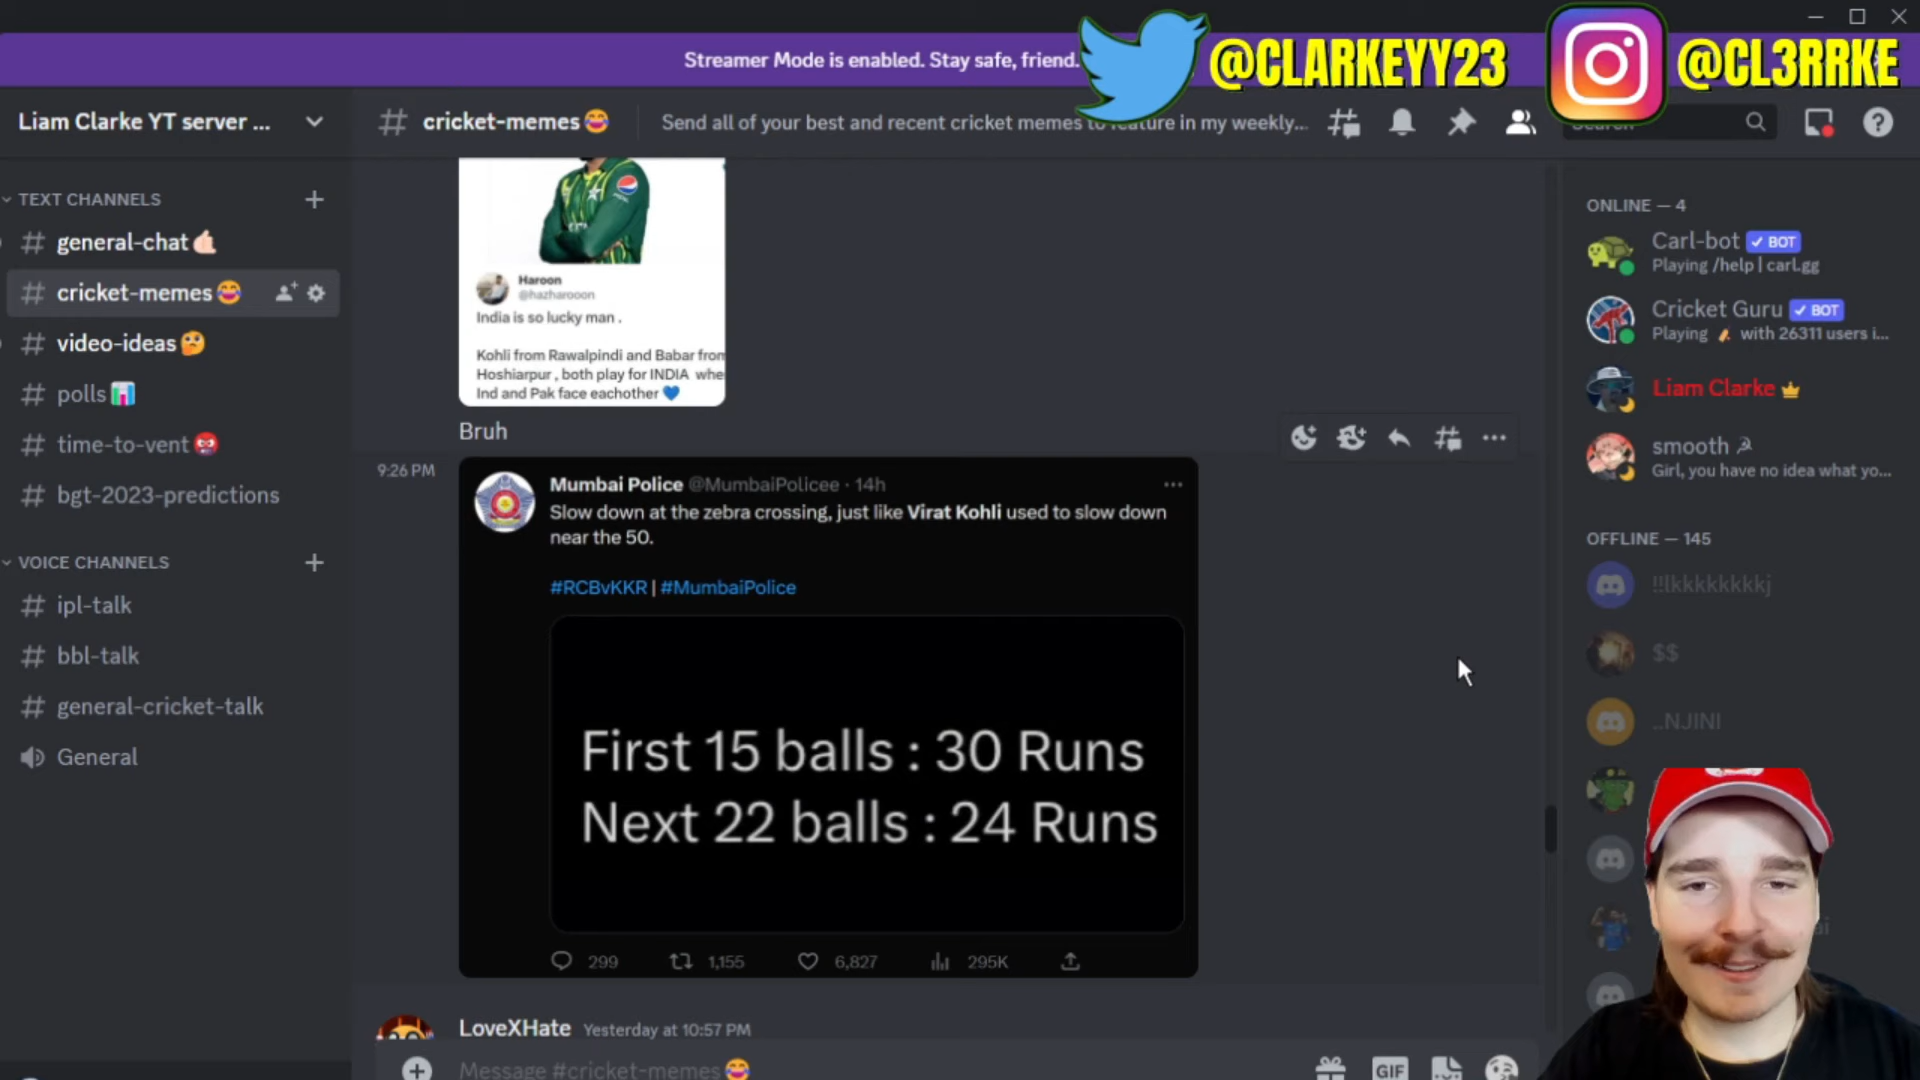 Streamer Mode is enabled. Stay safe, friend.
@CLARKEYY23
@CL3RRKE
Liam Clarke YT server ...
cricket-memes
Send all of your best and recent cricket memes to feature in my weekly...
Search
TEXT CHANNELS
general-chat
cricket-memes
video-ideas
polls
time-to-vent
bgt-2023-predictions
VOICE CHANNELS
ipl-talk
bbl-talk
general-cricket-talk
General
Haroon
@hazharooon
India is so lucky man .
Kohli from Rawalpindi and Babar from
Hoshiarpur , both play for INDIA whe
Ind and Pak face eachother
Bruh
9:26 PM
Mumbai Police @MumbaiPolicee · 14h
Slow down at the zebra crossing, just like Virat Kohli used to slow down
near the 50.
#RCBvKKR | #MumbaiPolice
First 15 balls : 30 Runs
Next 22 balls : 24 Runs
299 1,155 6,827 295K
LoveXHate Yesterday at 10:57 PM
Message #cricket-memes
GIF
ONLINE — 4
Carl-bot BOT
Playing /help | carl.gg
Cricket Guru BOT
Playing with 26311 users i...
Liam Clarke
smooth
Girl, you have no idea what yo...
OFFLINE — 145
!!lkkkkkkkkj
$$
..NJINI